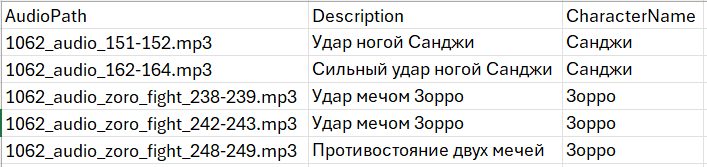 AudioPath Description CharacterName
1062_audio_151-152.mp3 Удар ногой Санджи Санджи
1062_audio_162-164.mp3 Сильный удар ногой Санджи Санджи
1062_audio_zoro_fight_238-239.mp3 Удар мечом Зорро Зорро
1062_audio_zoro_fight_242-243.mp3 Удар мечом Зорро Зорро
1062_audio_zoro_fight_248-249.mp3 Противостояние двух мечей Зорро